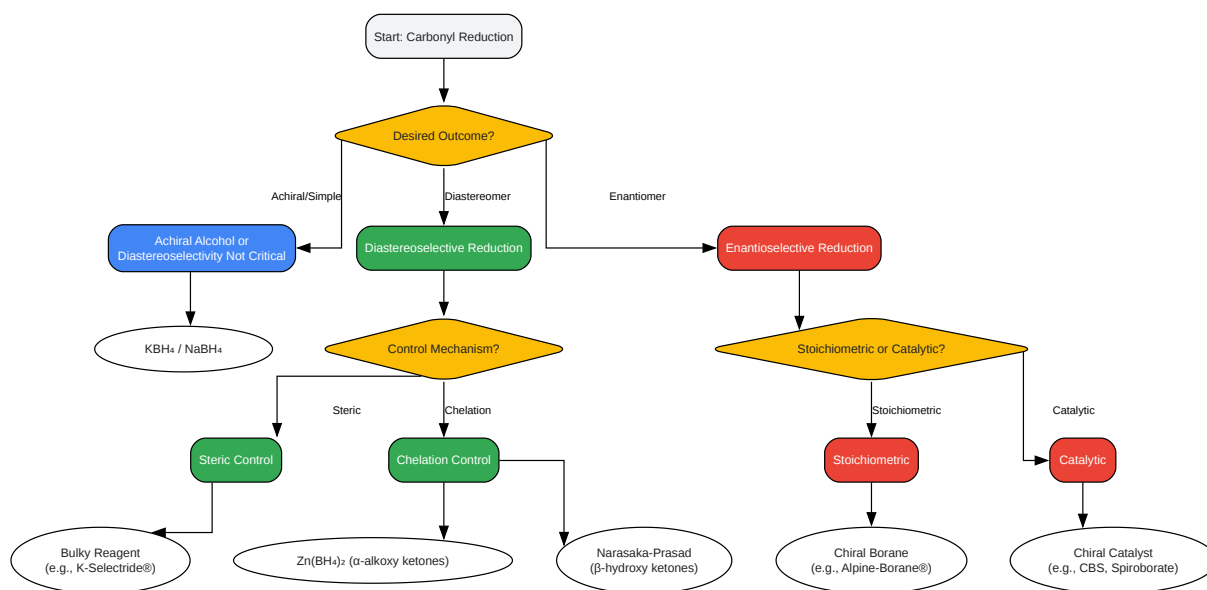 Start: Carbonyl Reduction
Desired Outcome?
Achiral/Simple
Diastereomer
Enantiomer
Achiral Alcohol or
Diastereoselectivity Not Critical
Diastereoselective Reduction
Enantioselective Reduction
KBH₄ / NaBH₄
Control Mechanism?
Stoichiometric or Catalytic?
Steric
Chelation
Stoichiometric
Catalytic
Steric Control
Chelation Control
Stoichiometric
Catalytic
Bulky Reagent
(e.g., K-Selectride®)
Zn(BH₄)₂ (α-alkoxy ketones)
Narasaka-Prasad
(β-hydroxy ketones)
Chiral Borane
(e.g., Alpine-Borane®)
Chiral Catalyst
(e.g., CBS, Spiroborate)